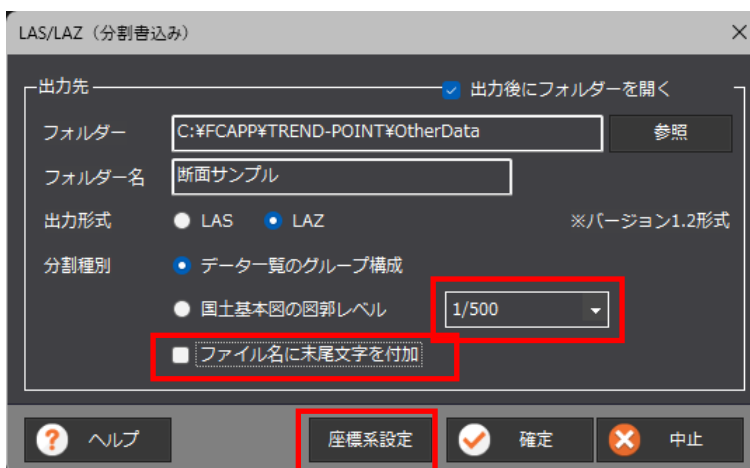 LAS/LAZ（分割書込み）
出力先
出力後にフォルダーを開く
フォルダー C:¥FCAPP¥TREND-POINT¥OtherData 参照
フォルダー名 断面サンプル
出力形式 LAS LAZ ※バージョン1.2形式
分割種別 データ一覧のグループ構成
国土基本図の図郭レベル 1/500
ファイル名に末尾文字を付加
ヘルプ 座標系設定 確定 中止